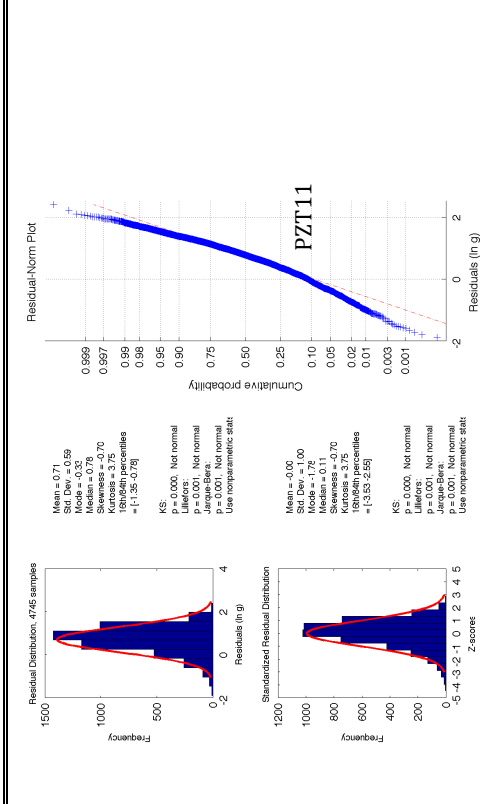 Residual Distribution, 4745 samples
1500
1000
500
0
Frequency
-2
0
2
4
Residuals (ln g)
Mean = 0.71
Std. Dev. = 0.59
Mode = -0.33
Median = 0.78
Skewness = -0.70
Kurtosis = 3.75
16th/84th percentiles
= [-1.35 -0.78]
KS:
p = 0.000, Not normal
Lillefors:
p = 0.001, Not normal
Jarque-Bera:
p = 0.001, Not normal
Use nonparametric stats
Standardized Residual Distribution
1200
1000
800
600
400
200
0
Frequency
-5 -4 -3 -2 -1 0 1 2 3 4 5
Z-scores
Mean = -0.00
Std. Dev. = 1.00
Median = 0.11
Skewness = -0.70
Kurtosis = 3.75
16th/84th percentiles
= [-3.53 -2.55]
KS:
p = 0.000, Not normal
Lillefors:
p = 0.001, Not normal
Jarque-Bera:
p = 0.001, Not normal
Use nonparametric stats
Residual-Norm Plot
0.999
0.997
0.99
0.98
0.95
0.90
0.75
0.50
0.25
0.10
0.05
0.02
0.01
0.003
0.001
Cumulative probability
-2
0
2
Residuals (ln g)
PZT11